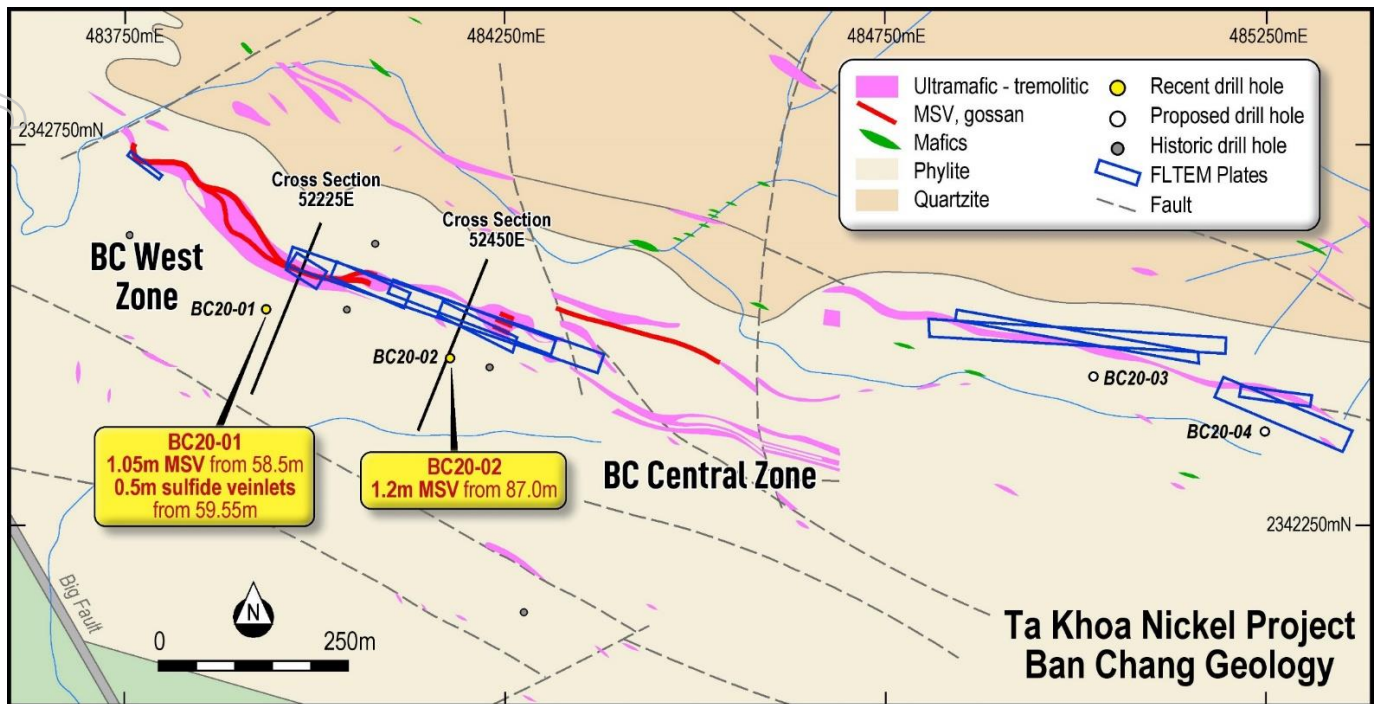 483750mE
484250mE
484750mE
485250mE
2342750mN
Ultramafic - tremolitic
MSV, gossan
Mafics
Phylite
Quartzite
Recent drill hole
Proposed drill hole
Historic drill hole
FLTEM Plates
Fault
Cross Section
52225E
Cross Section
52450E
BC West
Zone
BC20-01
BC20-02
BC20-03
BC20-04
BC20-01
1.05m MSV from 58.5m
0.5m sulfide veinlets
from 59.55m
BC20-02
1.2m MSV from 87.0m
BC Central Zone
2342250mN
Big Fault
N
0
250m
Ta Khoa Nickel Project
Ban Chang Geology